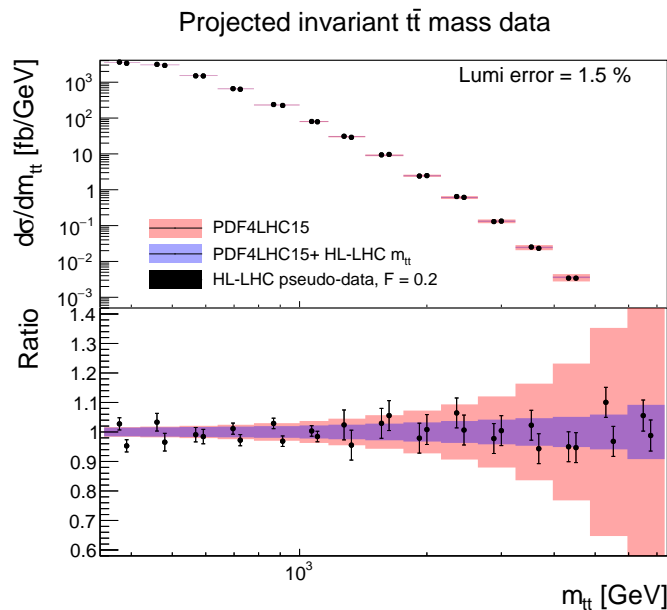 Projected invariant tt̄ mass data
Lumi error = 1.5 %
dσ/dm_tt [fb/GeV]
10³
10²
10
1
10⁻¹
10⁻²
10⁻³
PDF4LHC15
PDF4LHC15+ HL-LHC m_tt
HL-LHC pseudo-data, F = 0.2
Ratio
1.4
1.3
1.2
1.1
1
0.9
0.8
0.7
0.6
10³
m_tt [GeV]